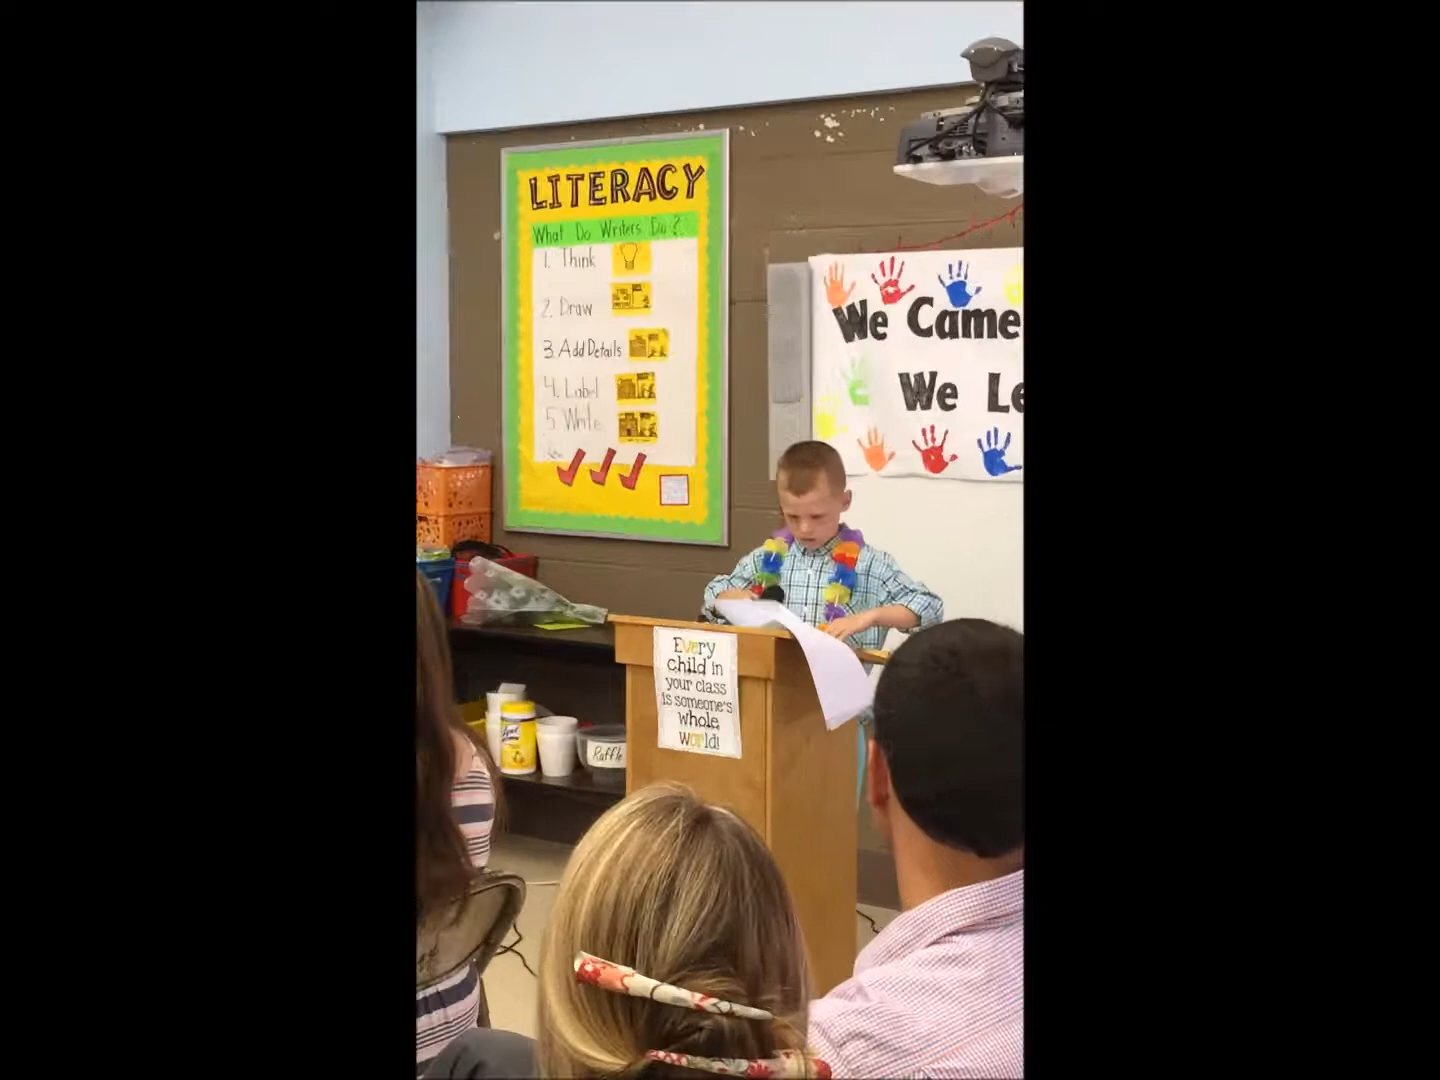 LITERACY
What Do Writers Do?
1. Think
2. Draw
3. Add Details
4. Label
5 Write
We Came
We Le
Every
child in
your class
is someone's
whole
world!
Lysol
Raffle